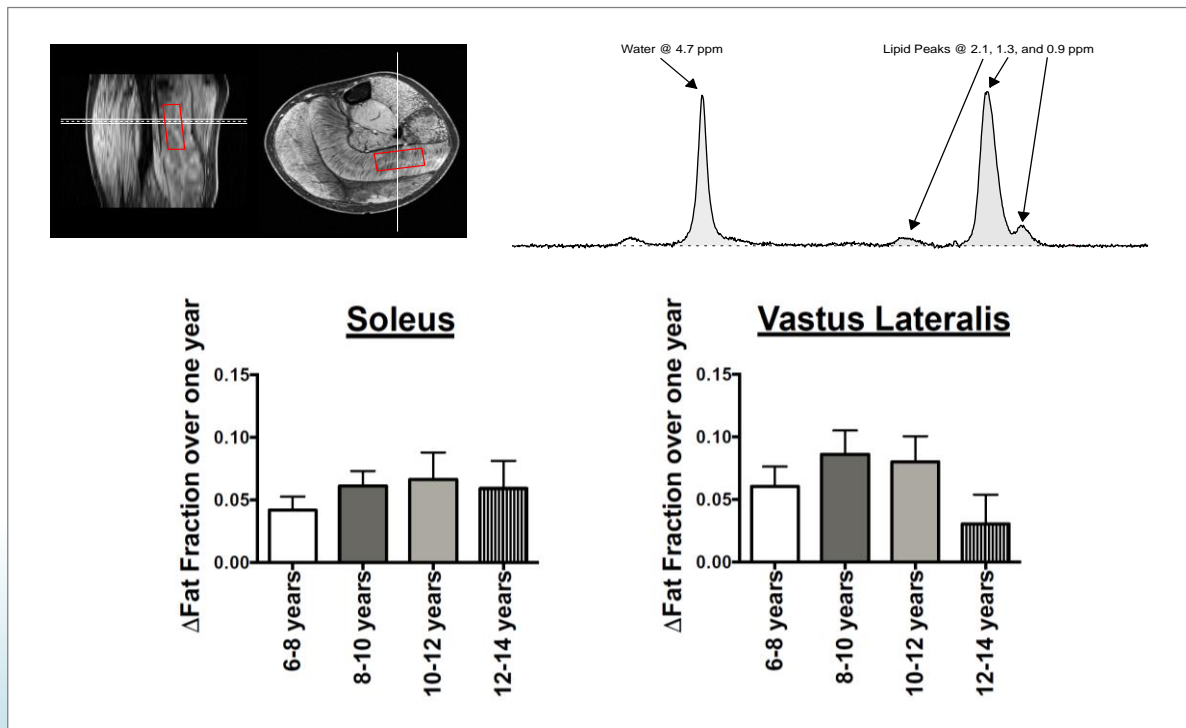 Water @ 4.7 ppm
Lipid Peaks @ 2.1, 1.3, and 0.9 ppm
Soleus
ΔFat Fraction over one year
0.15
0.10
0.05
0.00
6-8 years
8-10 years
10-12 years
12-14 years
Vastus Lateralis
ΔFat Fraction over one year
0.15
0.10
0.05
0.00
6-8 years
8-10 years
10-12 years
12-14 years